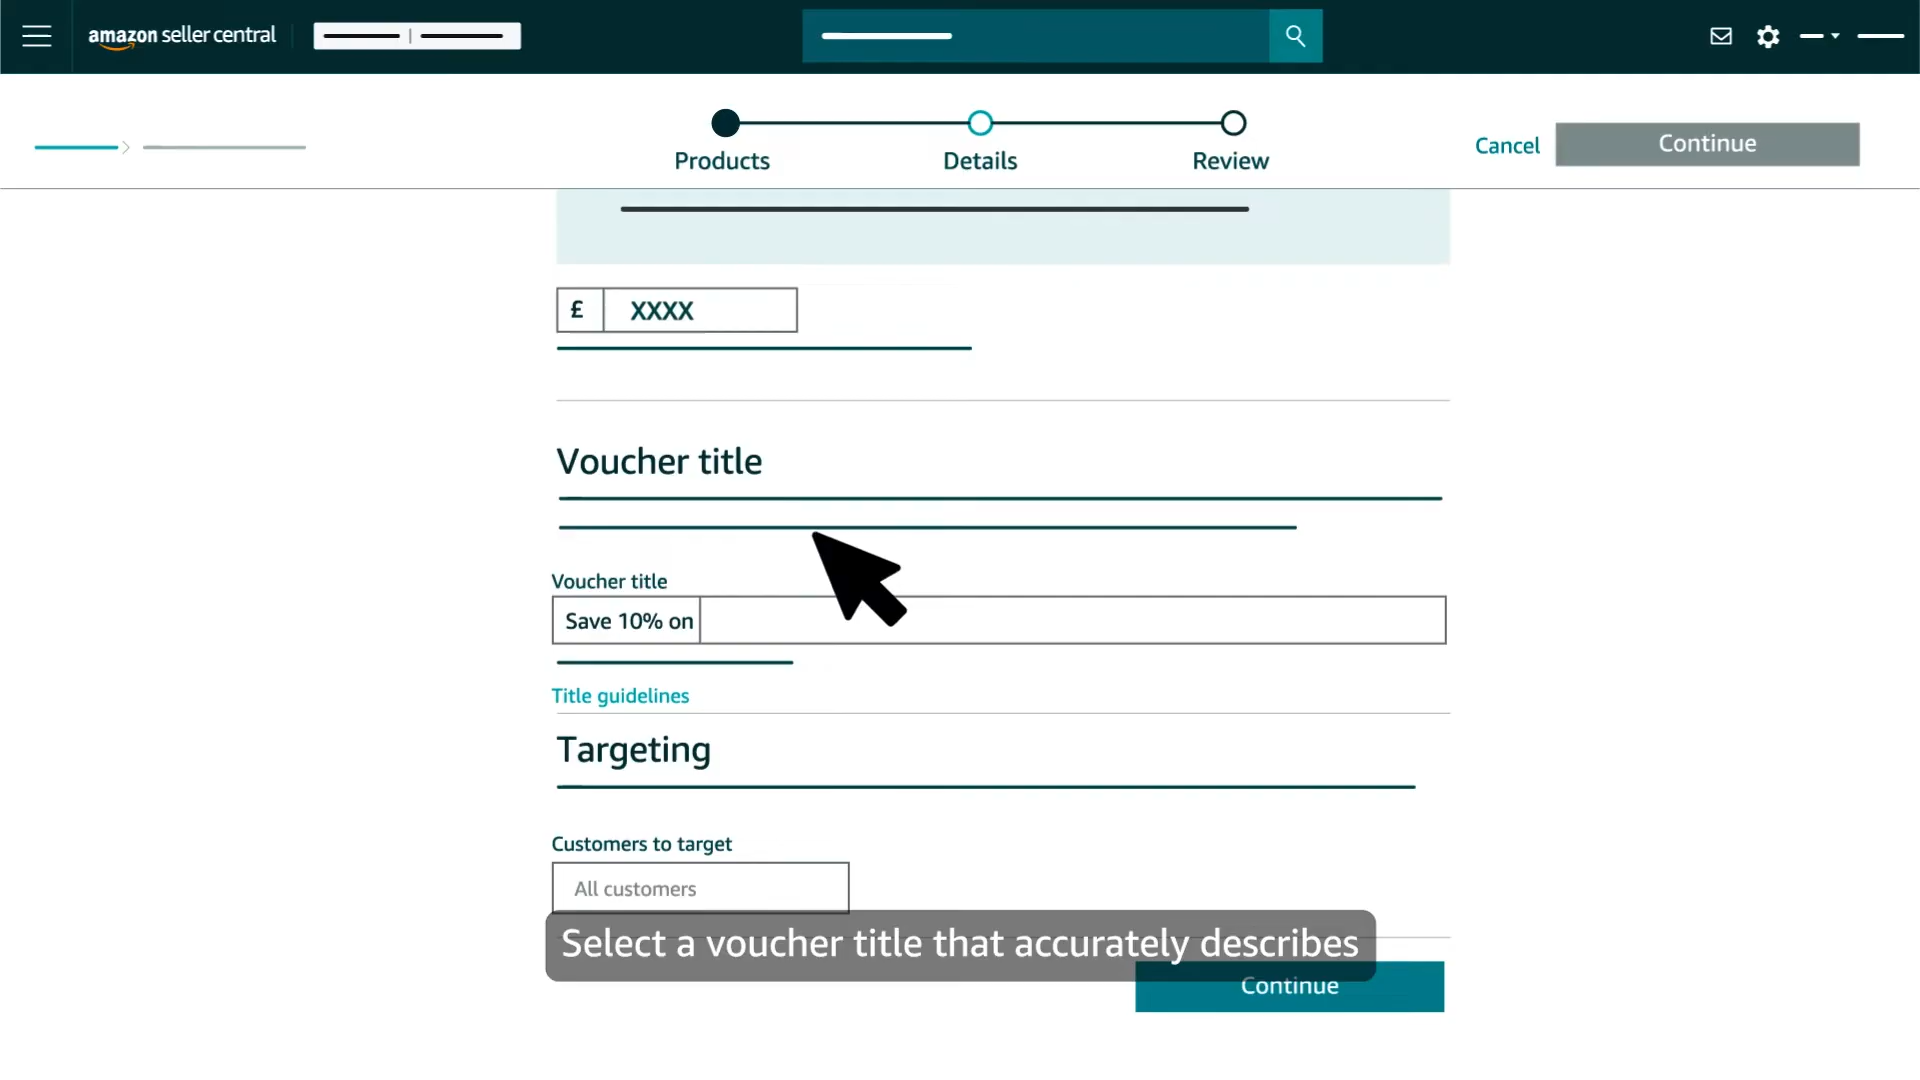 amazon seller central
Products
Details
Review
Cancel
Continue
£ XXXX
Voucher title
Voucher title
Save 10% on
Title guidelines
Targeting
Customers to target
All customers
Select a voucher title that accurately describes
Continue